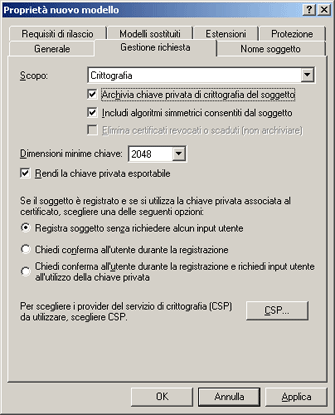 Proprietà nuovo modello
Requisiti di rilascio Modelli sostituiti Estensioni Protezione
Generale Gestione richiesta Nome soggetto
Scopo: Crittografia
Archivia chiave privata di crittografia del soggetto
Includi algoritmi simmetrici consentiti dal soggetto
Elimina certificati revocati o scaduti (non archiviare)
Dimensioni minime chiave: 2048
Rendi la chiave privata esportabile
Se il soggetto è registrato e se si utilizza la chiave privata associata al
certificato, scegliere una delle seguenti opzioni:
Registra soggetto senza richiedere alcun input utente
Chiedi conferma all'utente durante la registrazione
Chiedi conferma all'utente durante la registrazione e richiedi input utente
all'utilizzo della chiave privata
Per scegliere i provider del servizio di crittografia (CSP)
da utilizzare, scegliere CSP.
CSP...
OK Annulla Applica